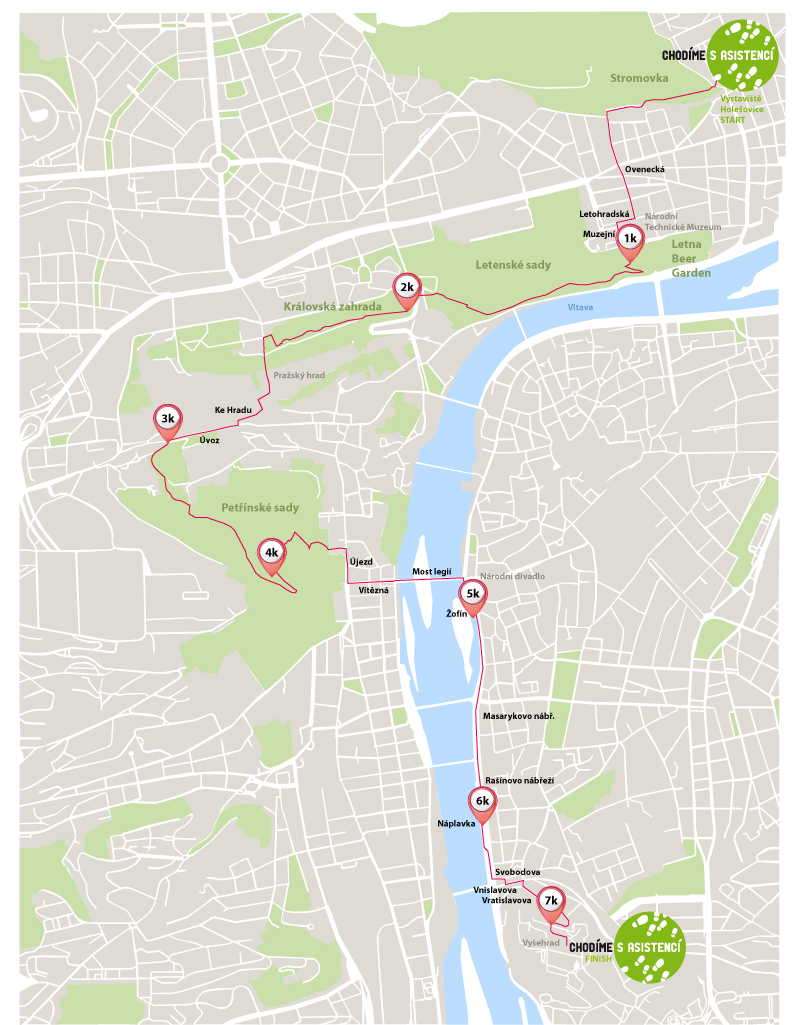 CHODÍME S ASISTENCÍ
Stromovka
Výstaviště
Holešovice
START
Ovenecká
Letohradská
Národní
Technické Muzeum
Muzejní
1k
Letna
Beer
Garden
Letenské sady
2k
Královská zahrada
Vltava
Pražský hrad
Ke Hradu
3k
Úvoz
Petřínské sady
4k
Újezd
Most legií
Národní divadlo
Vítězná
5k
Žofín
Masarykovo nábř.
Rašínovo nábřeží
6k
Náplavka
Svobodova
Vnislavova
Vratislavova
7k
Vyšehrad
CHODÍME S ASISTENCÍ
FINISH